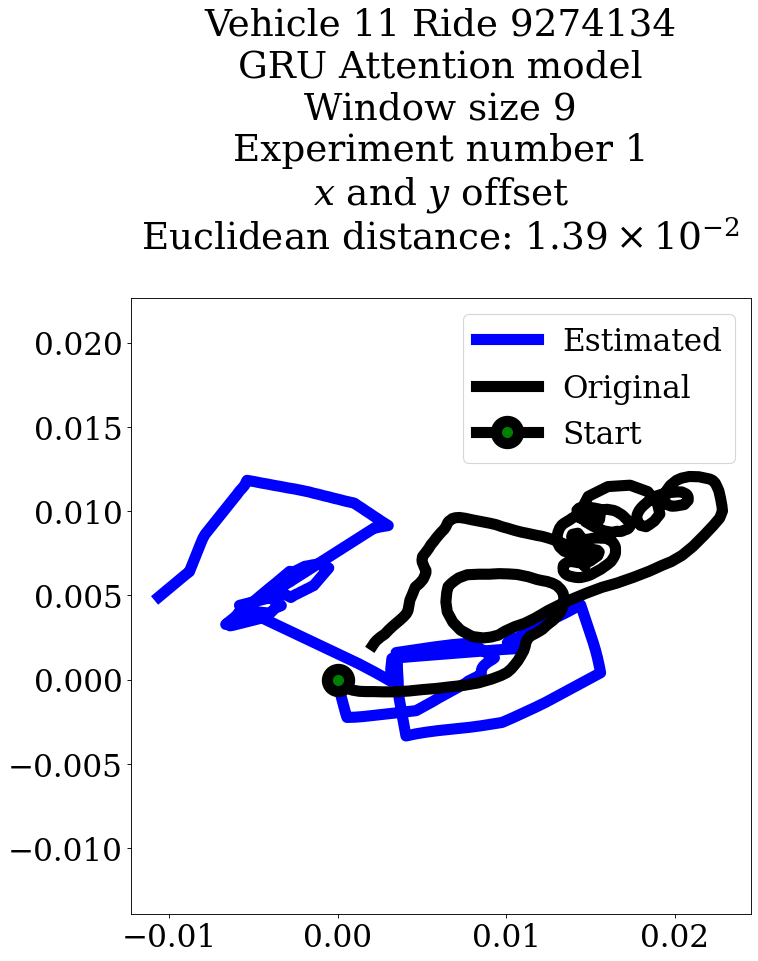 Vehicle 11 Ride 9274134
GRU Attention model
Window size 9
Experiment number 1
x and y offset
Euclidean distance: 1.39 × 10⁻²
Estimated
Original
Start
0.020
0.015
0.010
0.005
0.000
−0.005
−0.010
−0.01 0.00 0.01 0.02